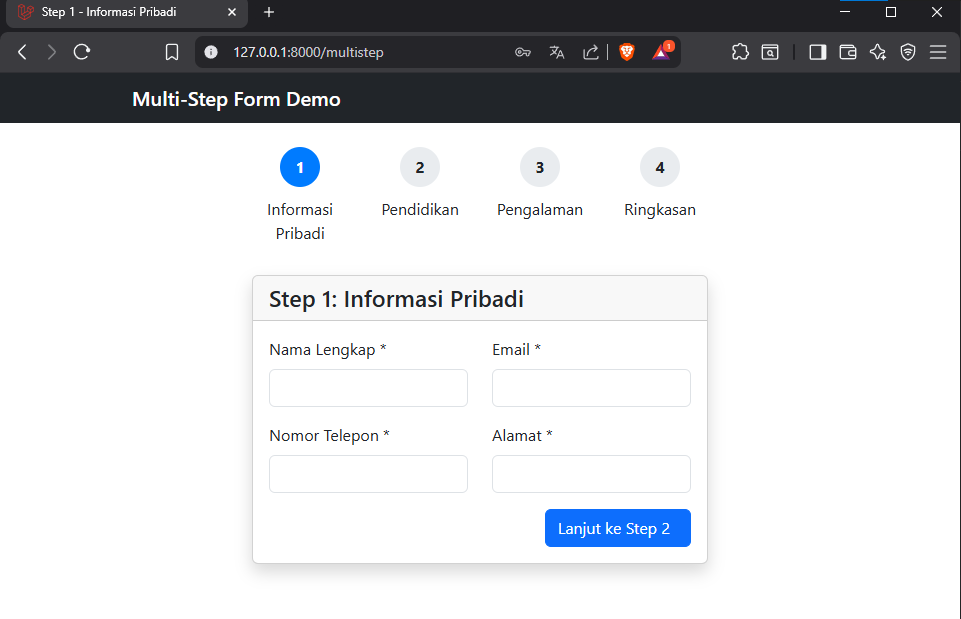 Step 1 - Informasi Pribadi
127.0.0.1:8000/multistep
1
Multi-Step Form Demo
1 2 3 4
Informasi Pribadi Pendidikan Pengalaman Ringkasan
Step 1: Informasi Pribadi
Nama Lengkap * Email *
Nomor Telepon * Alamat *
Lanjut ke Step 2